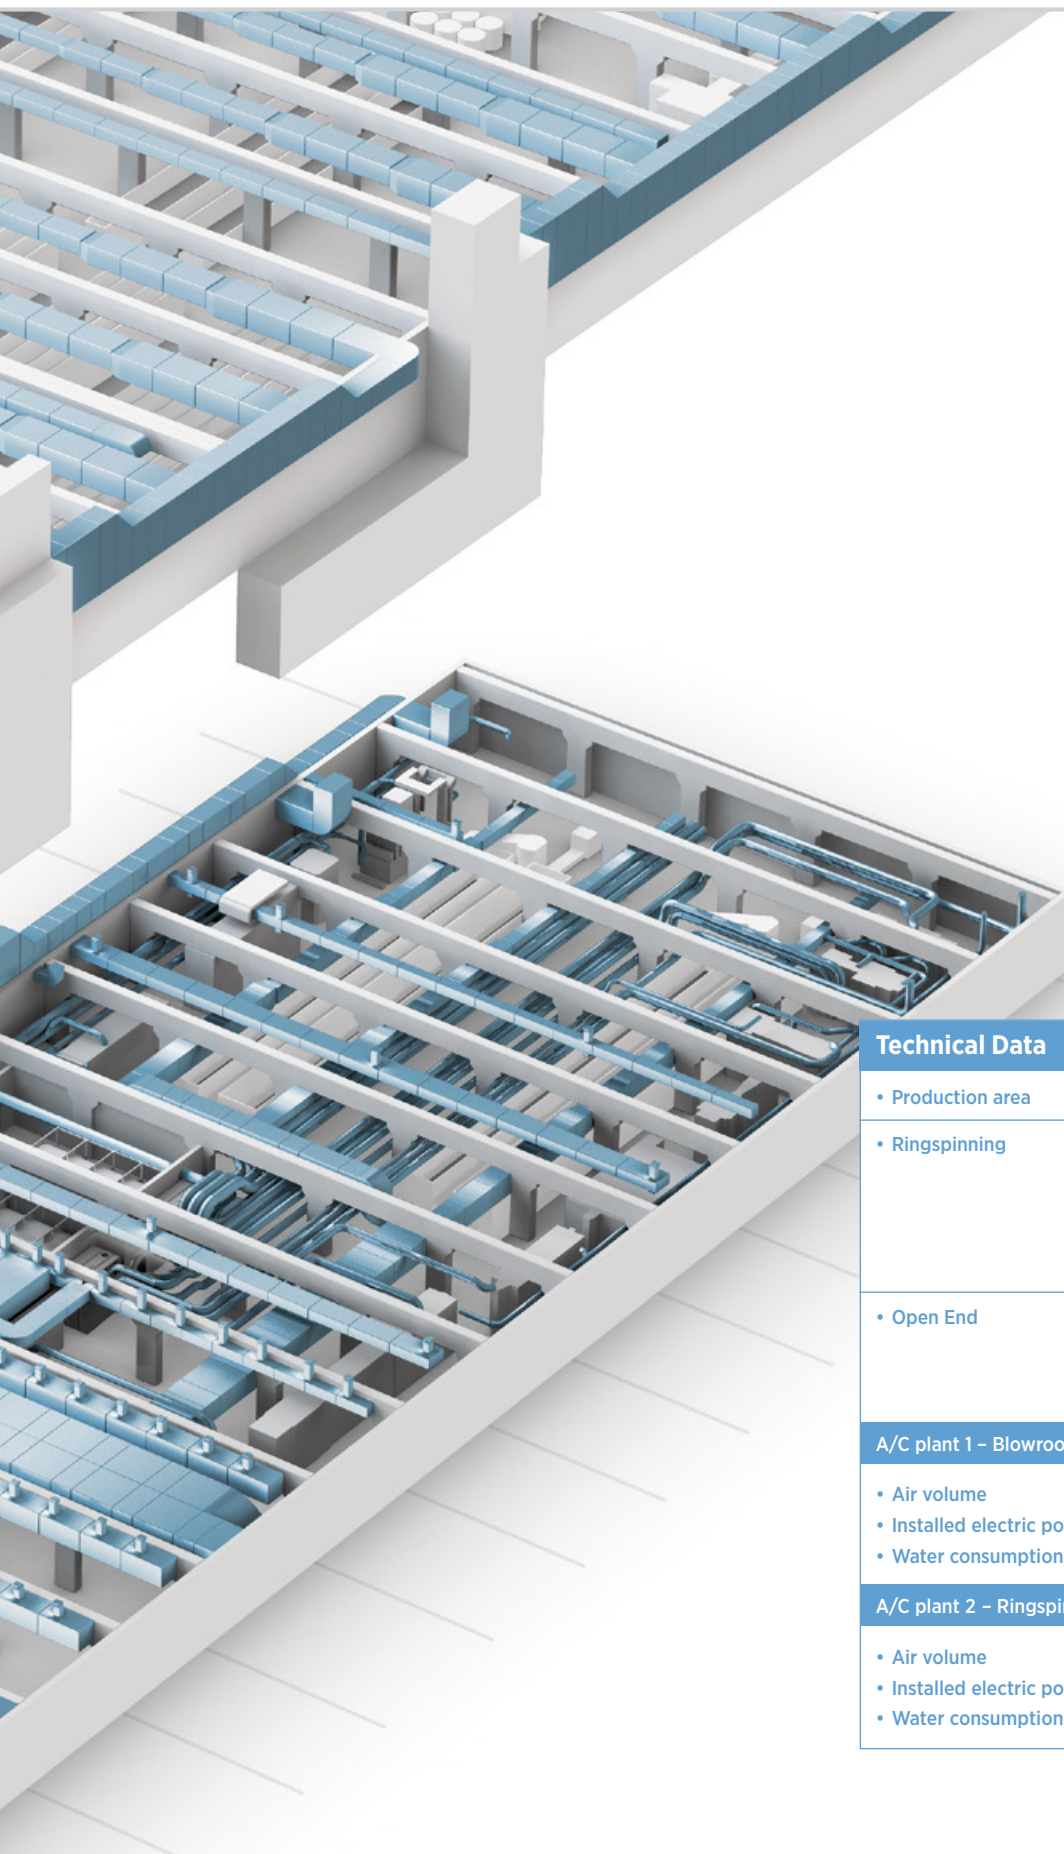 Technical Data
• Production area
• Ringspinning
• Open End
A/C plant 1 – Blowroo
• Air volume
• Installed electric po
• Water consumption
A/C plant 2 – Ringspi
• Air volume
• Installed electric po
• Water consumption